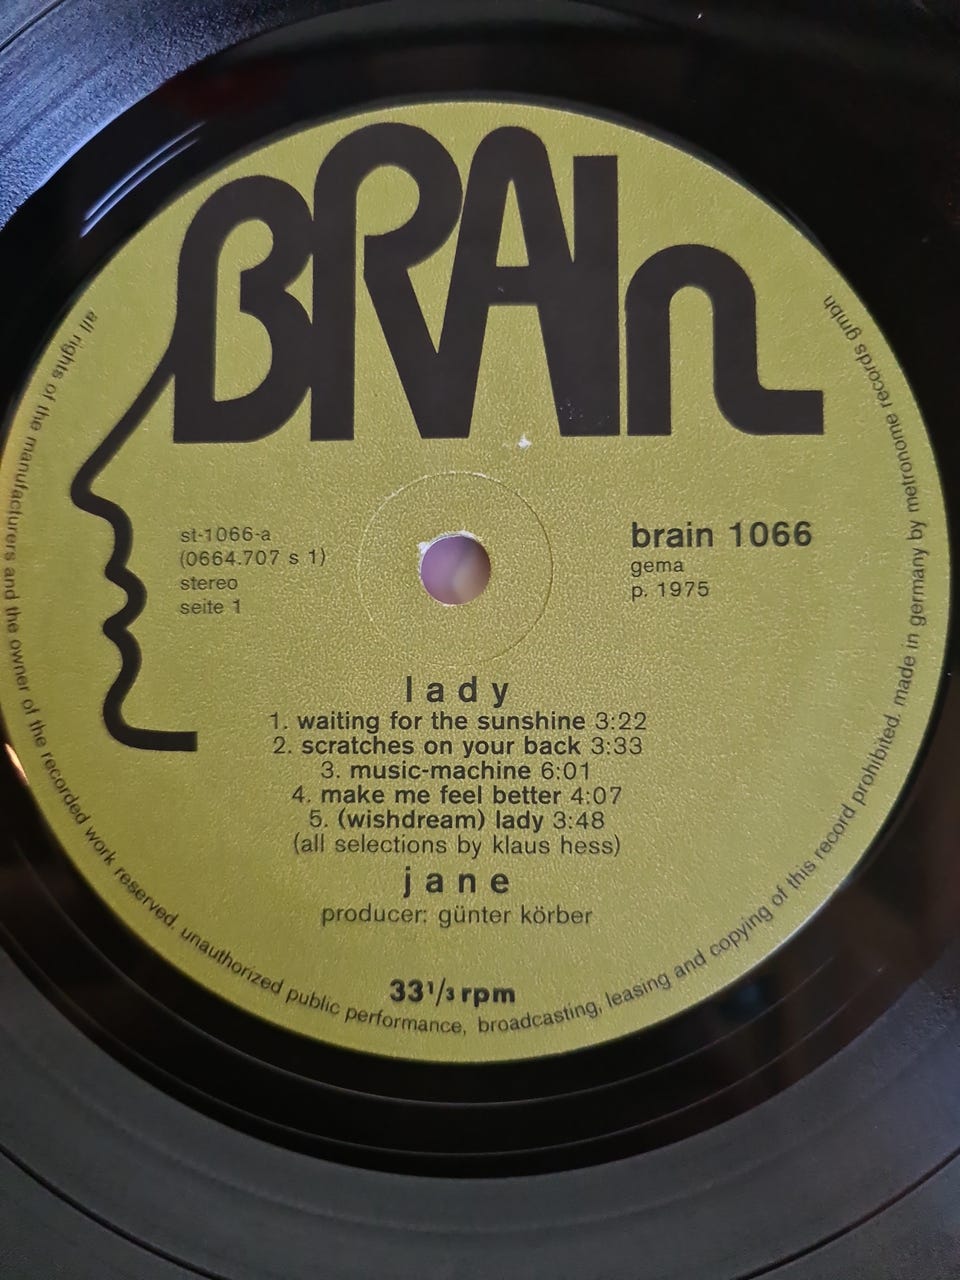 BRAIn
st-1066-a
(0664.707 s 1)
stereo
seite 1
brain 1066
gema
p. 1975
lady
1. waiting for the sunshine 3:22
2. scratches on your back 3:33
3. music-machine 6:01
4. make me feel better 4:07
5. (wishdream) lady 3:48
(all selections by klaus hess)
jane
producer: günter körber
33 1/3 rpm
all rights of the manufacturers and the owner of the recorded work reserved. unauthorized public performance, broadcasting, leasing and copying of this record prohibited. made in germany by metronome records gmbh